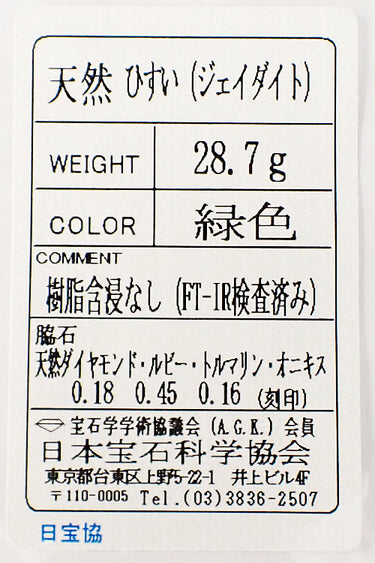 天然 ひすい (ジェイダイト)
WEIGHT 28.7g
COLOR 緑色
COMMENT
樹脂含浸なし (FT-IR検査済み)
脇石
天然ダイヤモンド・ルビー・トルマリン・オニキス
0.18 0.45 0.16 (刻印)
宝石学学術協議会 (A.G.K.) 会員
日本宝石科学協会
東京都台東区上野5-22-1 井上ビル4F
〒110-0005 Tel.(03)3836-2507
日宝協